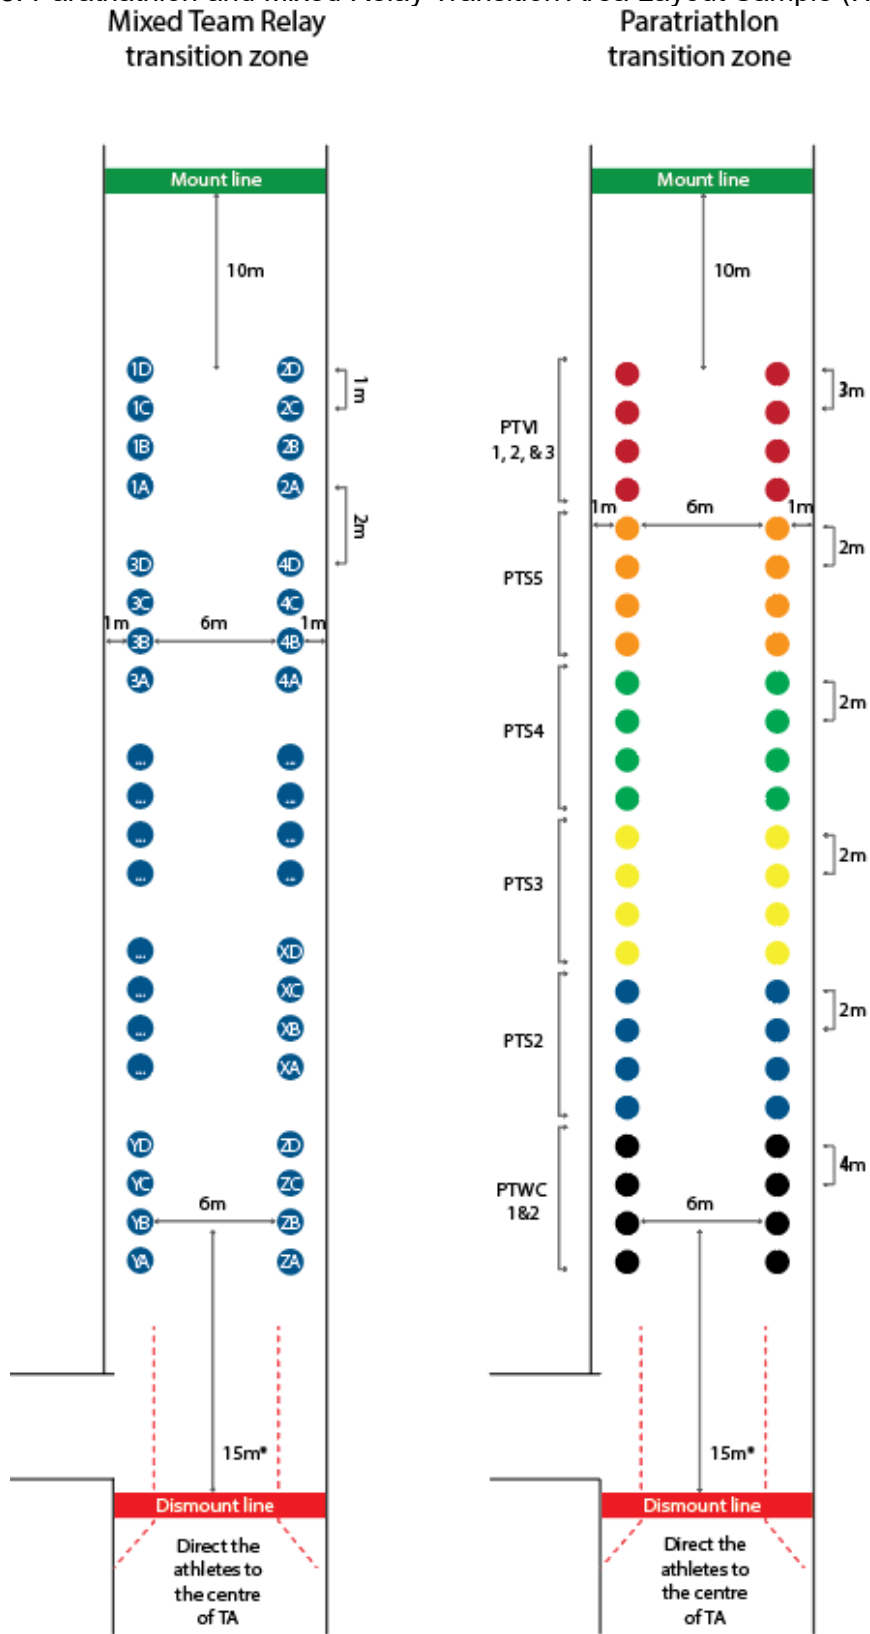 Mixed Team Relay
transition zone
Mount line
10m
1D 2D
1m
1C 2C
1B 2B
1A 2A
2m
3D 4D
3C 4C
1m 6m 1m
3B 4B
3A 4A
... ...
... ...
... ...
... ...
... XD
... XC
... XB
... XA
YD ZD
YC ZC
6m
YB ZB
YA ZA
15m*
Dismount line
Direct the
athletes to
the centre
of TA
Paratriathlon
transition zone
Mount line
10m
3m
PTVI
1, 2, & 3
1m 6m 1m
2m
PTS5
2m
PTS4
2m
PTS3
2m
PTS2
4m
PTWC
1&2
6m
15m*
Dismount line
Direct the
athletes to
the centre
of TA